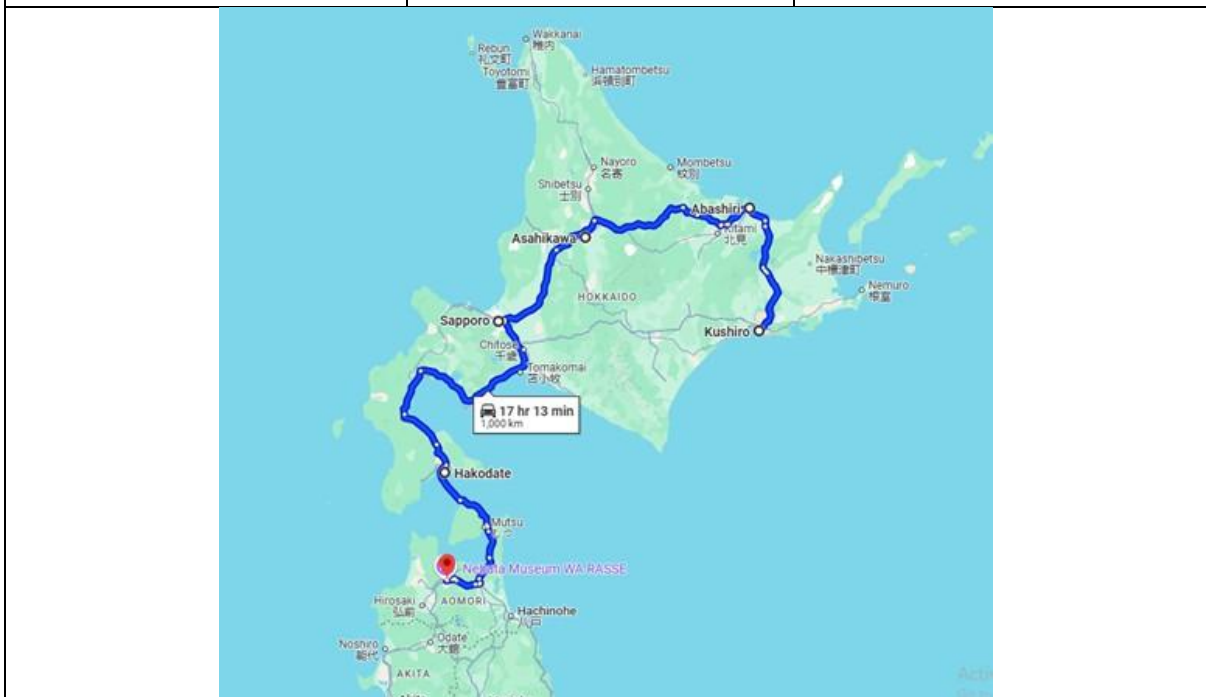 Wakkanai
稚内
Rebun
礼文町
Toyotomi
豊富町
Hamatombetsu
浜頓別町
Nayoro
名寄
Mombetsu
紋別
Shibetsu
士別
Abashiri
Kitami
北見
Asahikawa
Nakashibetsu
中標津町
Nemuro
根室
HOKKAIDO
Sapporo
Kushiro
Chitose
千歳
Tomakomai
苫小牧
17 hr 13 min
1,000 km
Hakodate
Mutsu
むつ
Nebuta Museum WA RASSE
Hirosaki
弘前
AOMORI
Hachinohe
八戸
Odate
大館
Noshiro
能代
AKITA